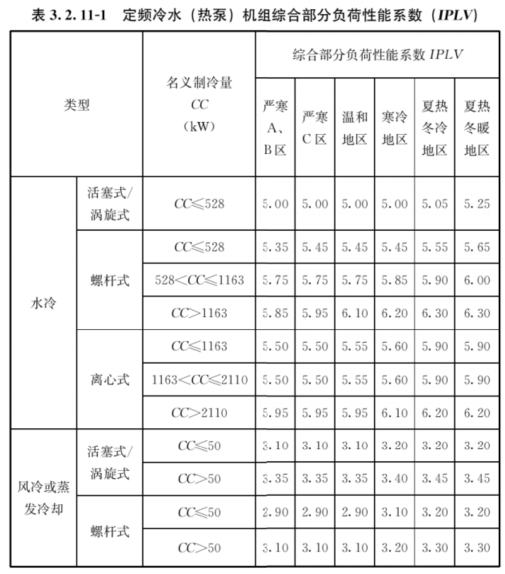 表 3.2.11-1 定频冷水（热泵）机组综合部分负荷性能系数（IPLV）
类型
名义制冷量
CC
(kW)
综合部分负荷性能系数 IPLV
严寒
A、
B区
严寒
C区
温和
地区
寒冷
地区
夏热
冬冷
地区
夏热
冬暖
地区
水冷
活塞式/
涡旋式
CC≤528 5.00 5.00 5.00 5.00 5.05 5.25
螺杆式
CC≤528 5.35 5.45 5.45 5.45 5.55 5.65
528<CC≤1163 5.75 5.75 5.75 5.85 5.90 6.00
CC>1163 5.85 5.95 6.10 6.20 6.30 6.30
离心式
CC≤1163 5.50 5.50 5.55 5.60 5.90 5.90
1163<CC≤2110 5.50 5.50 5.55 5.60 5.90 5.90
CC>2110 5.95 5.95 5.95 6.10 6.20 6.20
风冷或蒸
发冷却
活塞式/
涡旋式
CC≤50 3.10 3.10 3.10 3.20 3.20 3.20
CC>50 3.35 3.35 3.35 3.40 3.45 3.45
螺杆式
CC≤50 2.90 2.90 2.90 3.10 3.20 3.20
CC>50 3.10 3.10 3.10 3.20 3.30 3.30